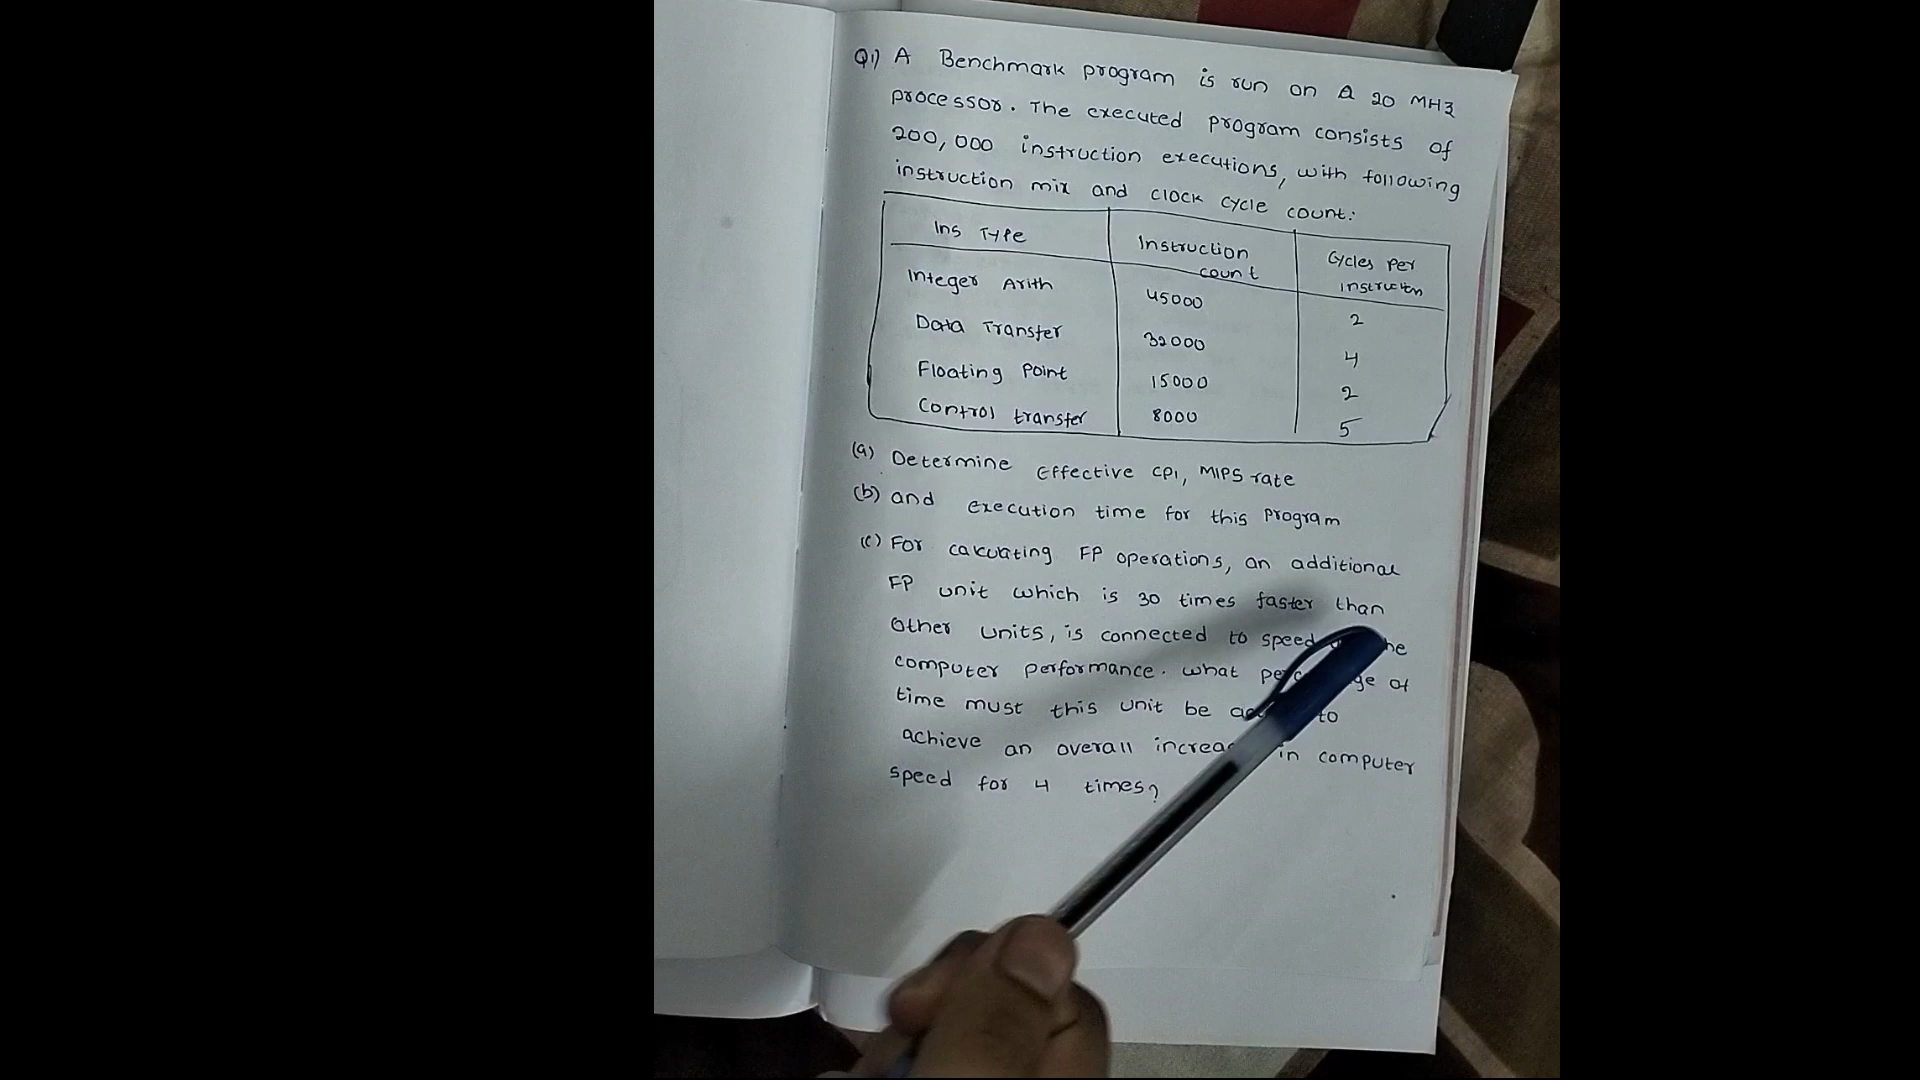 Q1) A Benchmark program is run on A 20 MHz
processor. The executed program consists of
200,000 instruction executions, with following
instruction mix and clock cycle count:
Ins Type Instruction count Cycles Per instructon
Integer Arith 45000 2
Data Transfer 32000 4
Floating Point 15000 2
Control transfer 8000 5
(a) Determine Effective CPI, MIPS rate
(b) and execution time for this Program
(c) For calculating FP operations, an additional
FP unit which is 30 times faster than
other units, is connected to speed
computer performance. what of
time must this unit be to
achieve an overall in computer
speed for 4 times?